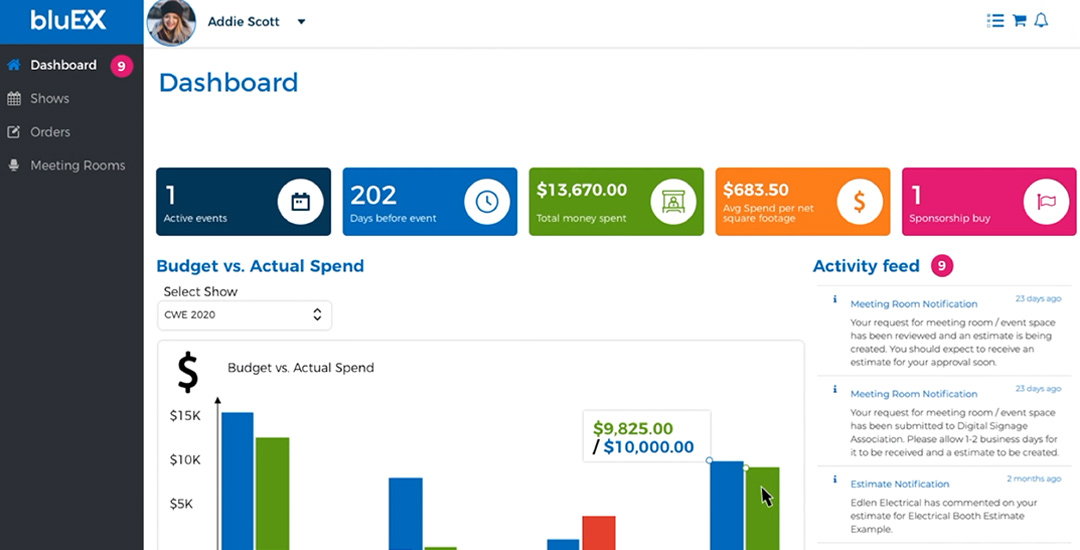 bluEX
Addie Scott
Dashboard 9
Shows
Orders
Meeting Rooms
Dashboard
1
Active events
202
Days before event
$13,670.00
Total money spent
$683.50
Avg Spend per net
square footage
$
1
Sponsorship buy
Budget vs. Actual Spend
Select Show
CWE 2020
$ Budget vs. Actual Spend
$15K
$10K
$5K
$9,825.00
/ $10,000.00
Activity feed 9
Meeting Room Notification 23 days ago
Your request for meeting room / event space
has been reviewed and an estimate is being
created. You should expect to receive an
estimate for your approval soon.
Meeting Room Notification 23 days ago
Your request for meeting room / event space
has been submitted to Digital Signage
Association. Please allow 1-2 business days for
it to be received and a estimate to be created.
Estimate Notification 2 months ago
Edlen Electrical has commented on your
estimate for Electrical Booth Estimate
Example.